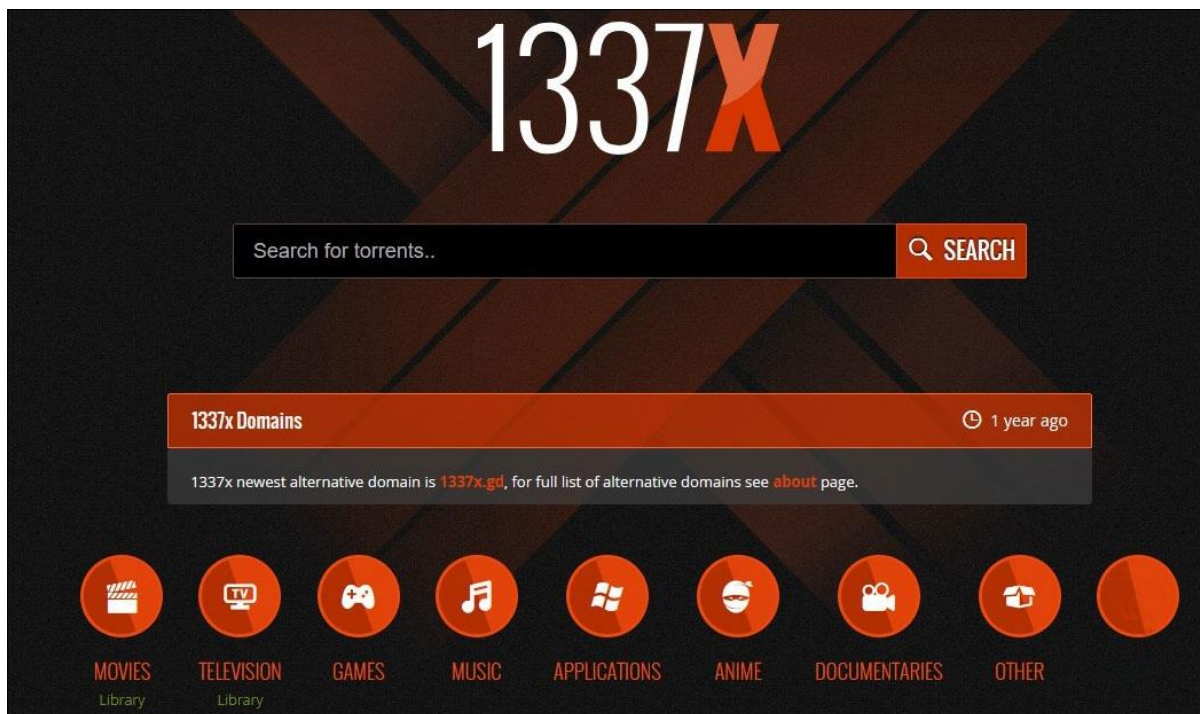 1337X
Search for torrents..
SEARCH
1337x Domains
1 year ago
1337x newest alternative domain is 1337x.gd, for full list of alternative domains see about page.
TV
MOVIES TELEVISION GAMES MUSIC APPLICATIONS ANIME DOCUMENTARIES OTHER
Library Library